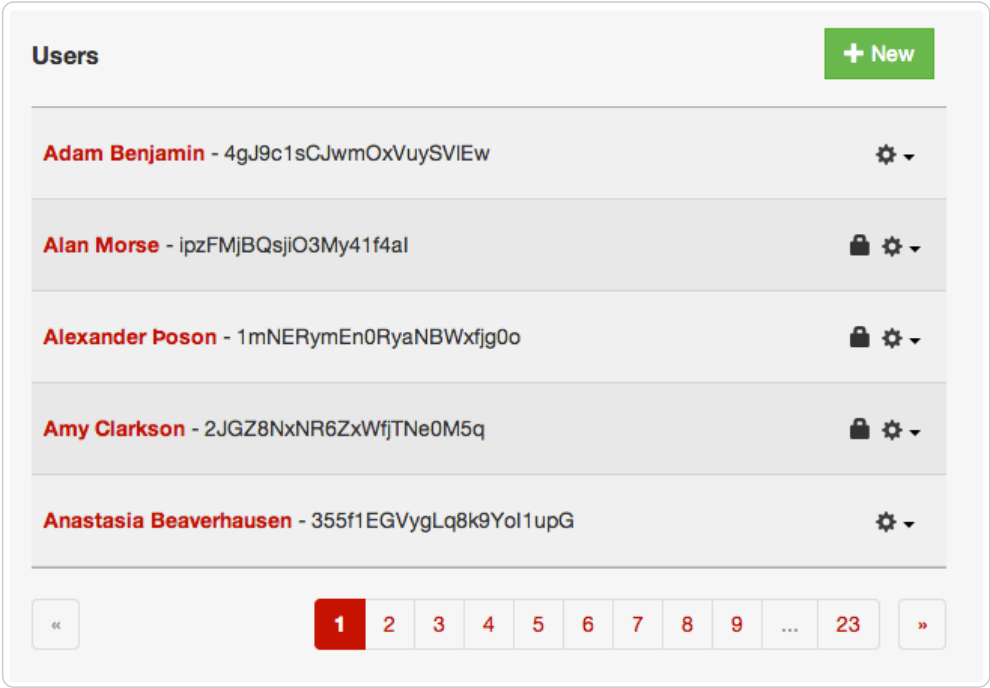 Users
+ New
Adam Benjamin - 4gJ9c1sCJwmOxVuySVlEw
Alan Morse - ipzFMjBQsjiO3My41f4aI
Alexander Þoson - 1mNERymEn0RyaNBWxfjg0o
Amy Clarkson - 2JGZ8NxNR6ZxWfjTNe0M5q
Anastasia Beaverhausen - 355f1EGVygLq8k9YoI1upG
« 1 2 3 4 5 6 7 8 9 ... 23 »